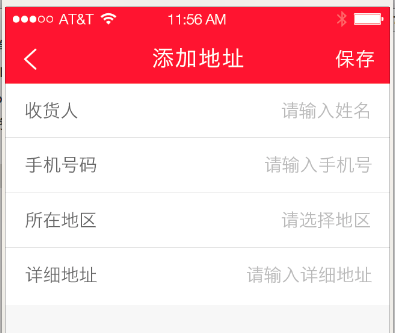 AT&T 11:56 AM
添加地址 保存
收货人 请输入姓名
手机号码 请输入手机号
所在地区 请选择地区
详细地址 请输入详细地址